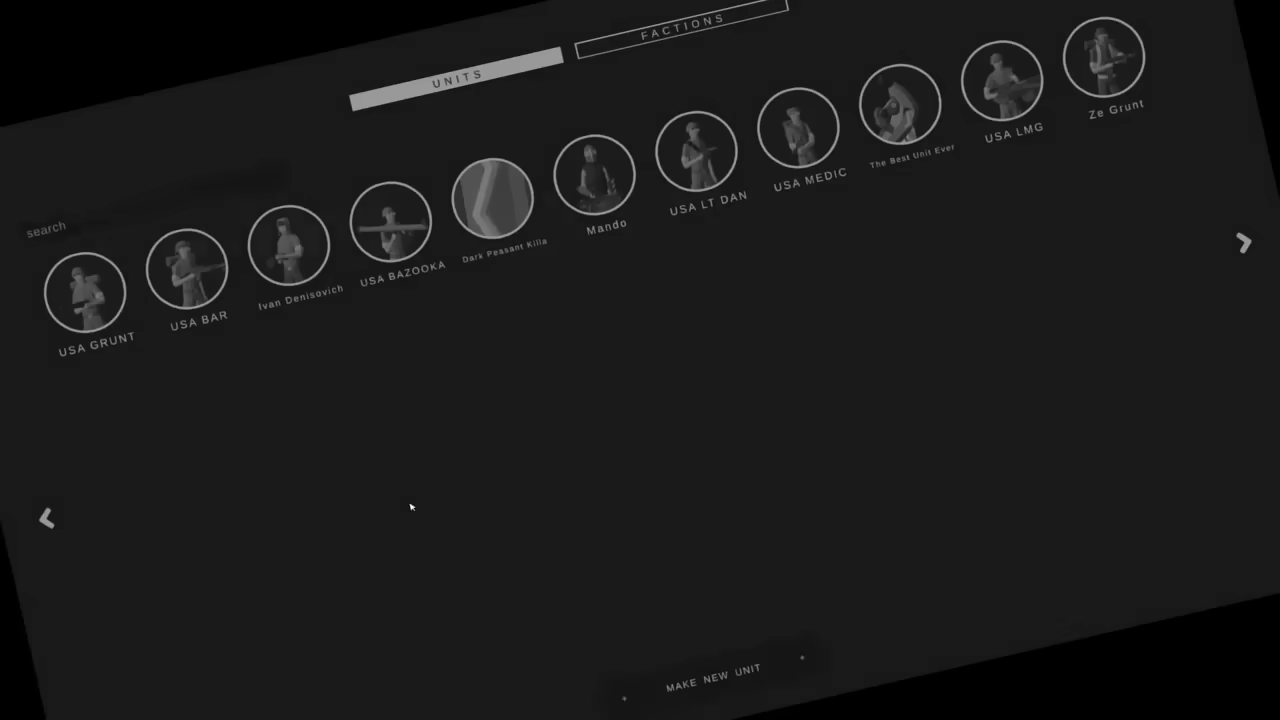 UNITS
FACTIONS
search
USA GRUNT
USA BAR
Ivan Denisovich
USA BAZOOKA
Dark Peasant Killa
Mando
USA LT DAN
USA MEDIC
The Best Unit Ever
USA LMG
Ze Grunt
+ MAKE NEW UNIT +